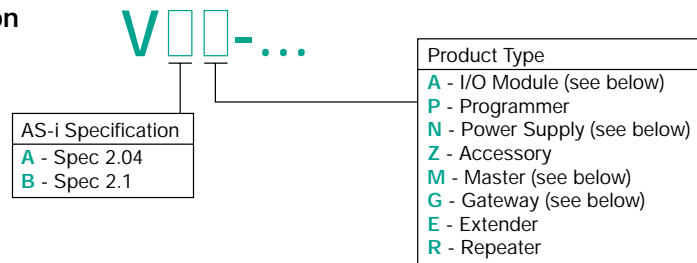 on
V□□-...
Product Type
A - I/O Module (see below)
P - Programmer
N - Power Supply (see below)
Z - Accessory
M - Master (see below)
G - Gateway (see below)
E - Extender
R - Repeater
AS-i Specification
A - Spec 2.04
B - Spec 2.1